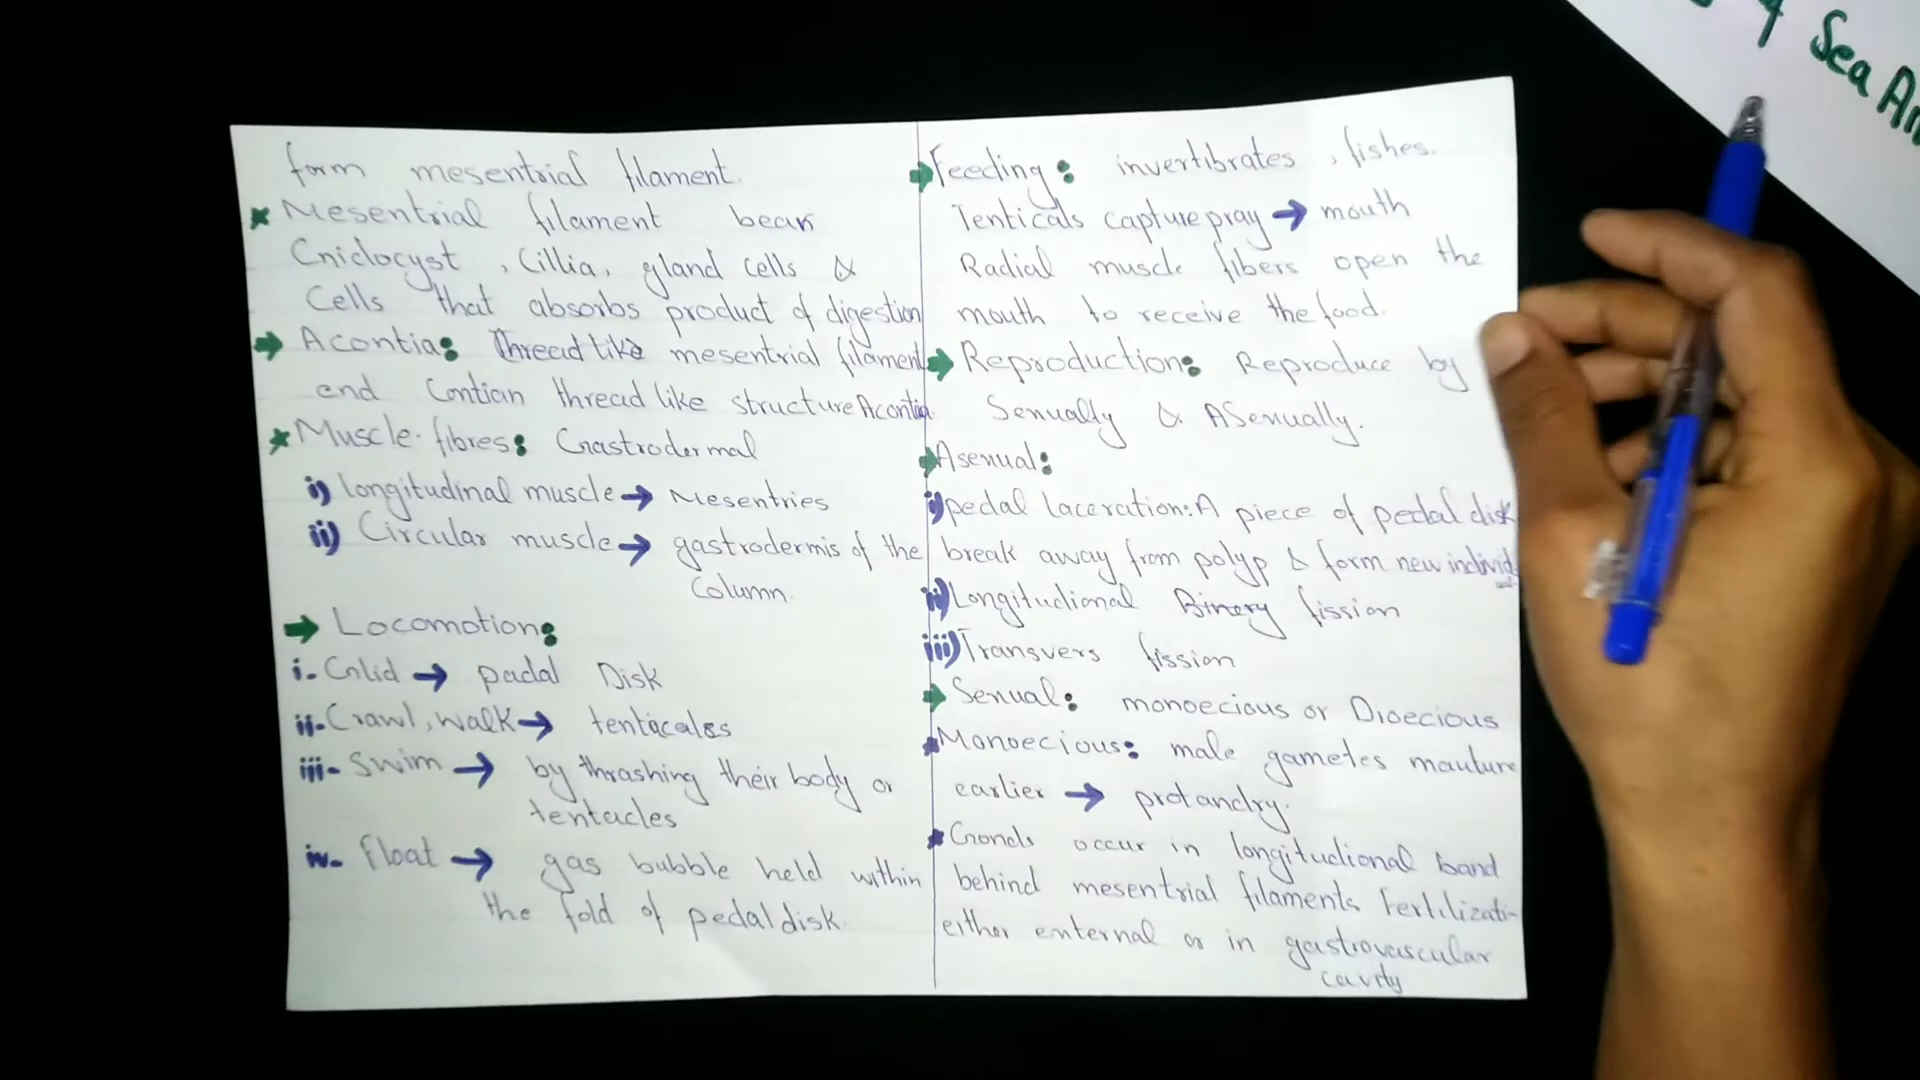 form mesentrial filament.
Mesentrial filament bear
Cnidocyst, Cillia, gland cells &
Cells that absorbs product of digestion
Acontia: Thread like mesentrial filament
end Contian thread like structure Acontia
Muscle fibres: Gastrodermal
i) longitudinal muscle → Mesentries
ii) Circular muscle → gastrodermis of the
Column.
Locomotion:
i. Gnlid → padal Disk
ii. Crawl, walk → tentacales
iii- Swim → by thrashing their body or
tentacles
iv- Float → gas bubble held within
the fold of pedal disk.
Feeding: invertibrates, fishes.
Tenticals capture pray → mouth
Radial muscle fibers open the
mouth to receive the food.
Reproduction: Reproduce by
Sexually & ASexually.
Asexual:
i) pedal laceration: A piece of pedal disk
break away from polyp & form new individ
ii) Longitudional Binery fission
iii) Transvers fission
Sexual: monoecious or Dioecious
Monoecious: male gametes mauture
earlier → protandry.
Gonds occur in longitudional band
behind mesentrial filaments Fertilizati-
either external or in gastrovascular
cavity
Sea An